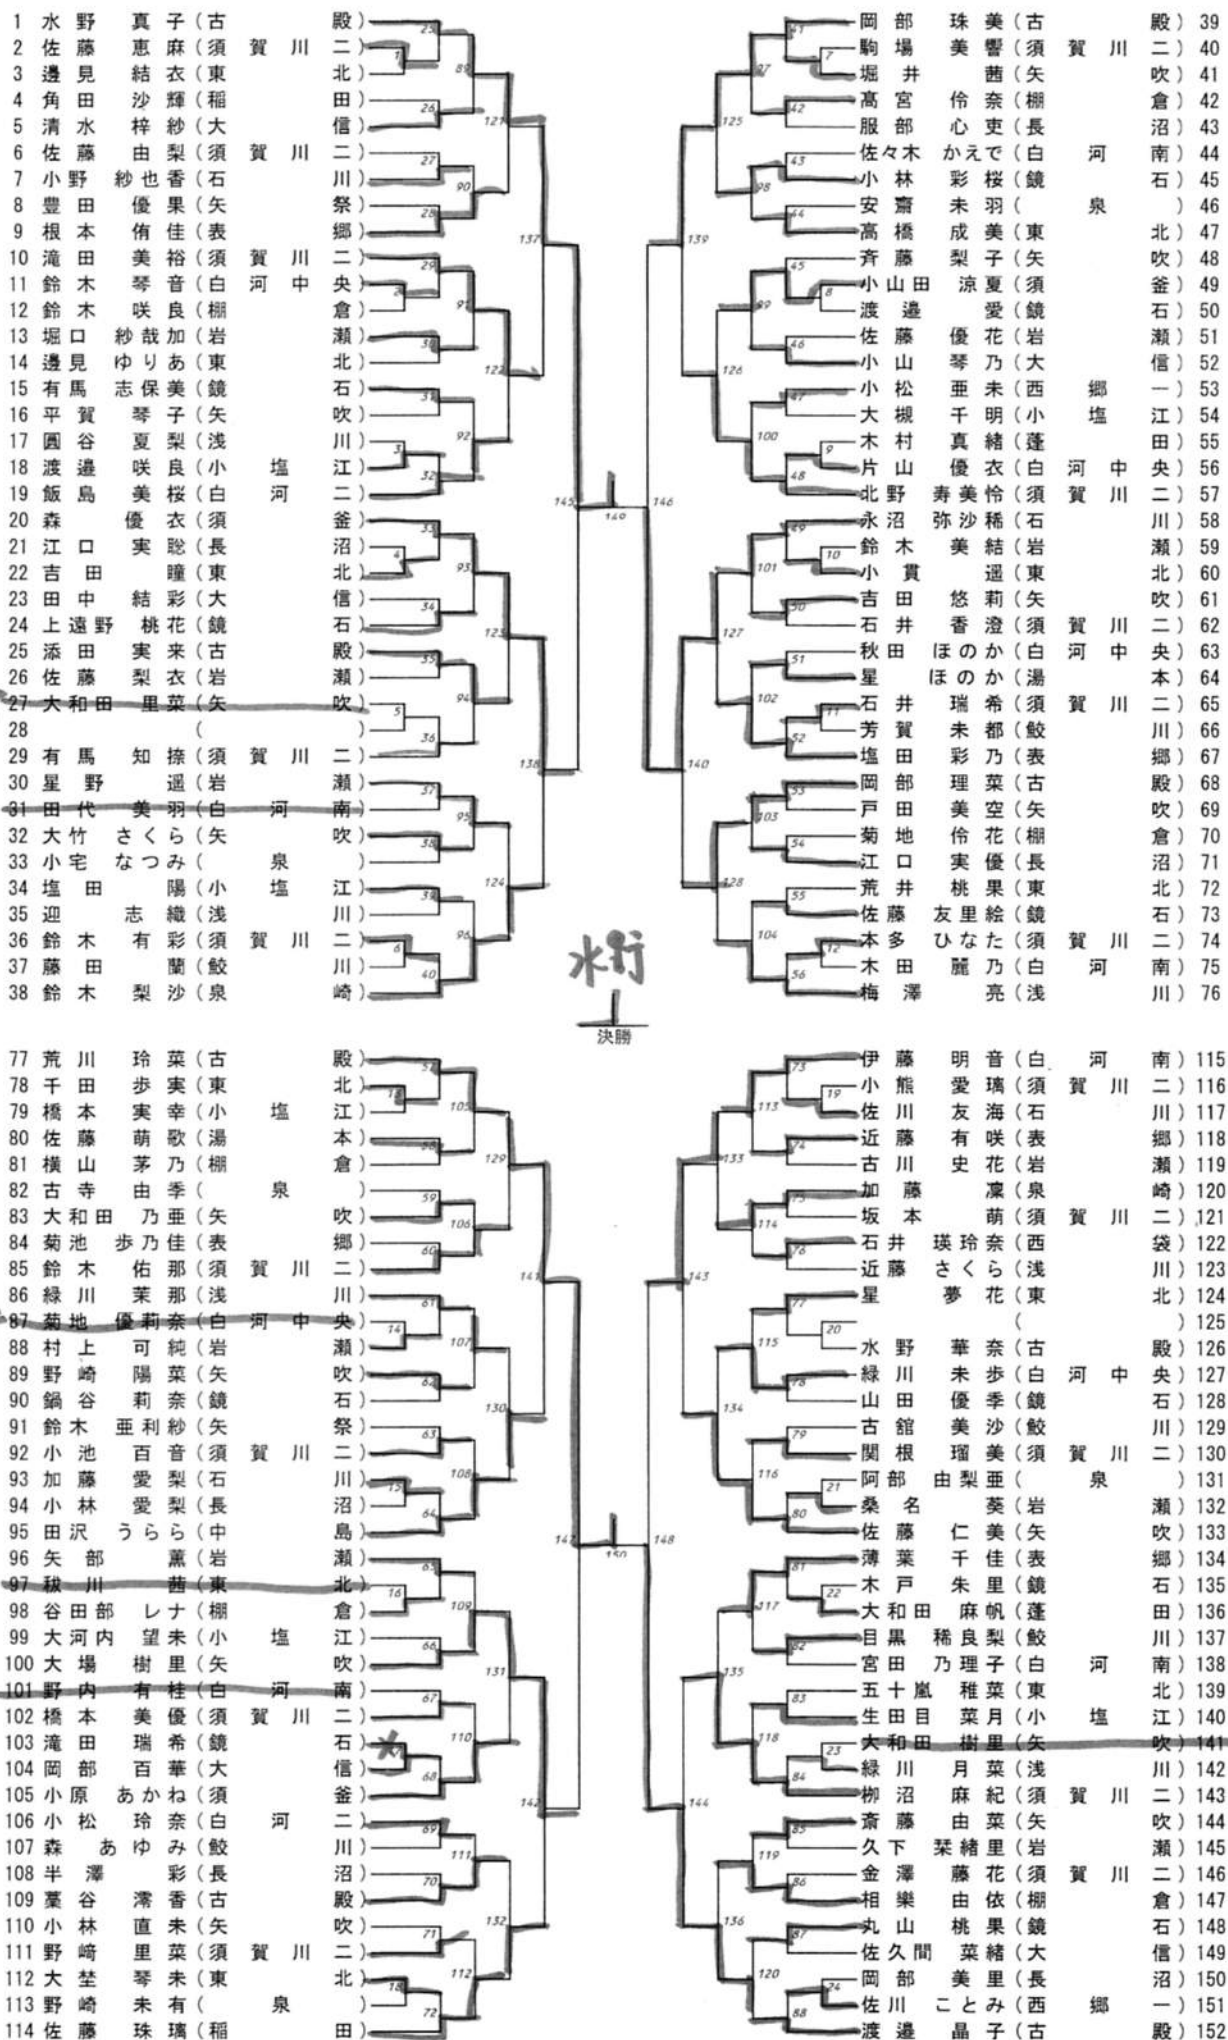 1 水野 真子(古殿)
2 佐藤 恵麻(須賀川二)
3 邊見 結衣(東北)
4 角田 沙輝(稲田)
5 清水 梓紗(大信)
6 佐藤 由梨(須賀川二)
7 小野 紗也香(石川)
8 豊田 優果(矢祭)
9 根本 侑佳(表郷)
10 滝田 美裕(須賀川二)
11 鈴木 琴音(白河中央)
12 鈴木 咲良(棚倉)
13 堀口 紗哉加(岩瀬)
14 邊見 ゆりあ(東北)
15 有馬 志保美(鏡石)
16 平賀 琴子(矢吹)
17 圓谷 夏梨(浅川)
18 渡邉 咲良(小塩江)
19 飯島 美桜(白河二)
20 森 優衣(須釜)
21 江口 実聡(長沼)
22 吉田 瞳(東北)
23 田中 結彩(大信)
24 上遠野 桃花(鏡石)
25 添田 実来(古殿)
26 佐藤 梨衣(岩瀬)
27 大和田 里菜(矢吹)
28 ( )
29 有馬 知捺(須賀川二)
30 星野 遥(岩瀬)
31 田代 美羽(白河南)
32 大竹 さくら(矢吹)
33 小宅 なつみ(泉)
34 塩田 陽(小塩江)
35 迎 志織(浅川)
36 鈴木 有彩(須賀川二)
37 藤田 蘭(鮫川)
38 鈴木 梨沙(泉崎)
岡部 珠美(古殿) 39
駒場 美響(須賀川二) 40
堀井 茜(矢吹) 41
髙宮 伶奈(棚倉) 42
服部 心吏(長沼) 43
佐々木 かえで(白河南) 44
小林 彩桜(鏡石) 45
安齋 未羽(泉) 46
高橋 成美(東北) 47
斉藤 梨子(矢吹) 48
小山田 涼夏(須釜) 49
渡邉 愛(鏡石) 50
佐藤 優花(岩瀬) 51
小山 琴乃(大信) 52
小松 亜未(西郷一) 53
大槻 千明(小塩江) 54
木村 真緒(蓬田) 55
片山 優衣(白河中央) 56
北野 寿美怜(須賀川二) 57
永沼 弥沙稀(石川) 58
鈴木 美結(岩瀬) 59
小貫 遥(東北) 60
吉田 悠莉(矢吹) 61
石井 香澄(須賀川二) 62
秋田 ほのか(白河中央) 63
星 ほのか(湯本) 64
石井 瑞希(須賀川二) 65
芳賀 未都(鮫川) 66
塩田 彩乃(表郷) 67
岡部 理菜(古殿) 68
戸田 美空(矢吹) 69
菊地 伶花(棚倉) 70
江口 実優(長沼) 71
荒井 桃果(東北) 72
佐藤 友里絵(鏡石) 73
本多 ひなた(須賀川二) 74
木田 麗乃(白河南) 75
梅澤 亮(浅川) 76
決勝
77 荒川 玲菜(古殿)
78 千田 歩実(東北)
79 橋本 実幸(小塩江)
80 佐藤 萌歌(湯本)
81 横山 茅乃(棚倉)
82 古寺 由季(泉)
83 大和田 乃亜(矢吹)
84 菊池 歩乃佳(表郷)
85 鈴木 佑那(須賀川二)
86 緑川 茉那(浅川)
87 菊地 優莉奈(白河中央)
88 村上 可純(岩瀬)
89 野崎 陽菜(矢吹)
90 鍋谷 莉奈(鏡石)
91 鈴木 亜利紗(矢祭)
92 小池 百音(須賀川二)
93 加藤 愛梨(石川)
94 小林 愛梨(長沼)
95 田沢 うらら(中島)
96 矢部 薫(岩瀬)
97 秡川 茜(東北)
98 谷田部 レナ(棚倉)
99 大河内 望未(小塩江)
100 大場 樹里(矢吹)
101 野内 有桂(白河南)
102 橋本 美優(須賀川二)
103 滝田 瑞希(鏡石)
104 岡部 百華(大信)
105 小原 あかね(須釜)
106 小松 玲奈(白河二)
107 森 あゆみ(鮫川)
108 半澤 彩(長沼)
109 藁谷 澪香(古殿)
110 小林 直未(矢吹)
111 野﨑 里菜(須賀川二)
112 大埜 琴未(東北)
113 野崎 未有(泉)
114 佐藤 珠璃(稲田)
伊藤 明音(白河南) 115
小熊 愛璃(須賀川二) 116
佐川 友海(石川) 117
近藤 有咲(表郷) 118
古川 史花(岩瀬) 119
加藤 凜(泉崎) 120
坂本 萌(須賀川二) 121
石井 瑛玲奈(西袋) 122
近藤 さくら(浅川) 123
星 夢花(東北) 124
( ) 125
水野 華奈(古殿) 126
緑川 未歩(白河中央) 127
山田 優季(鏡石) 128
古舘 美沙(鮫川) 129
関根 瑠美(須賀川二) 130
阿部 由梨亜(泉) 131
桑名 葵(岩瀬) 132
佐藤 仁美(矢吹) 133
薄葉 千佳(表郷) 134
木戸 朱里(鏡石) 135
大和田 麻帆(蓬田) 136
目黒 稀良梨(鮫川) 137
宮田 乃理子(白河南) 138
五十嵐 稚菜(東北) 139
生田目 菜月(小塩江) 140
大和田 樹里(矢吹) 141
緑川 月菜(浅川) 142
柳沼 麻紀(須賀川二) 143
斎藤 由菜(矢吹) 144
久下 栞緒里(岩瀬) 145
金澤 藤花(須賀川二) 146
相樂 由依(棚倉) 147
丸山 桃果(鏡石) 148
佐久間 菜緒(大信) 149
岡部 美里(長沼) 150
佐川 ことみ(西郷一) 151
渡邉 晶子(古殿) 152